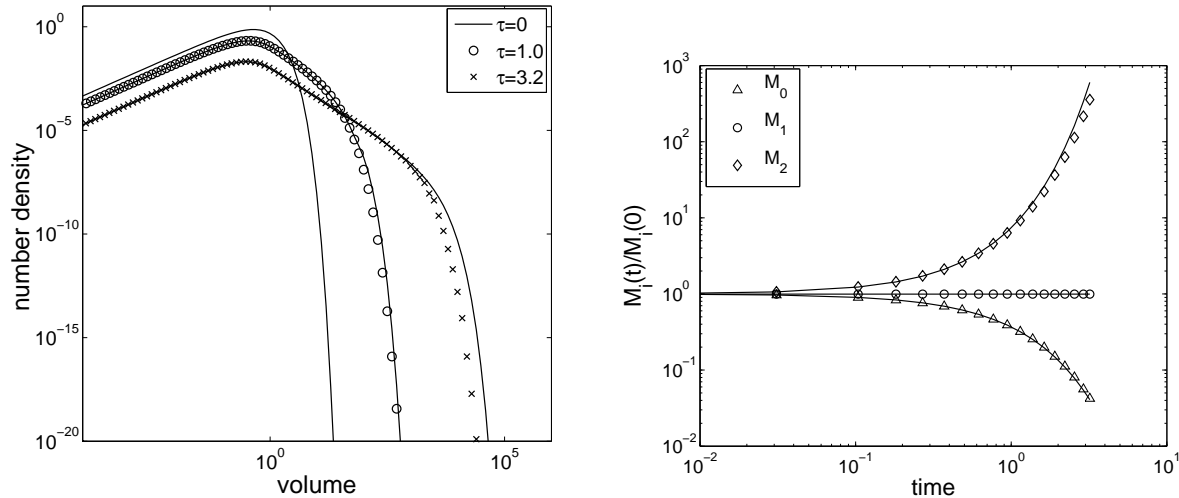 10^0
10^-5
10^-10
10^-15
10^-20
number density
10^0
10^5
volume
τ=0
τ=1.0
τ=3.2
10^3
10^2
10^1
10^0
10^-1
10^-2
M_i(t)/M_i(0)
10^-2
10^-1
10^0
10^1
time
M_0
M_1
M_2